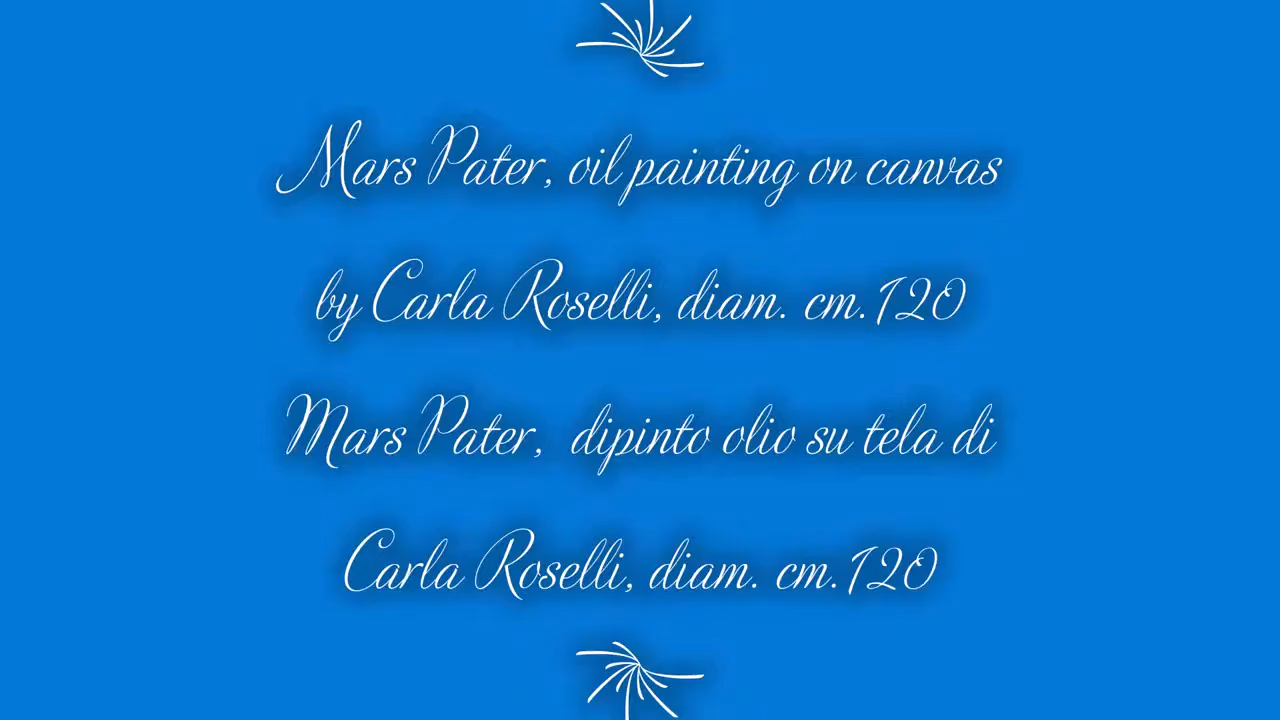 Mars Pater, oil painting on canvas
by Carla Roselli, diam. cm.120
Mars Pater, dipinto olio su tela di
Carla Roselli, diam. cm.120